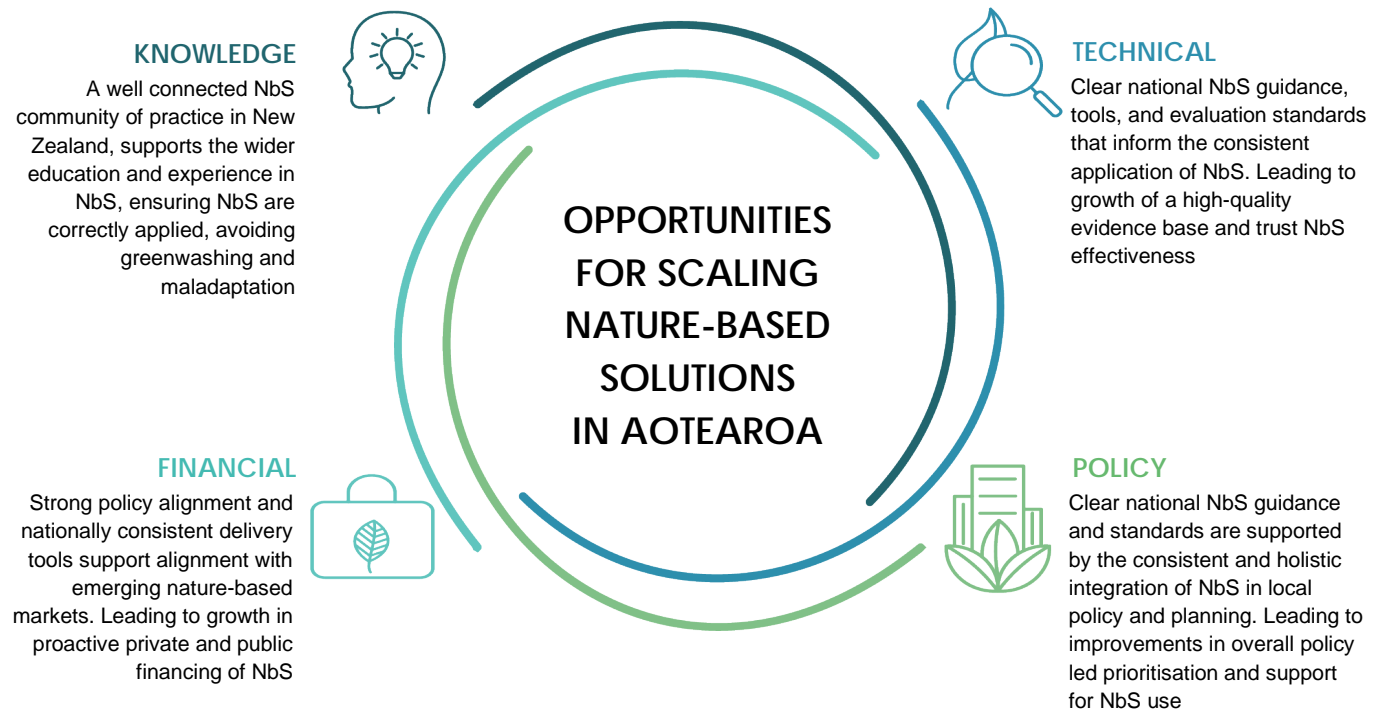 KNOWLEDGE
A well connected NbS
community of practice in New
Zealand, supports the wider
education and experience in
NbS, ensuring NbS are
correctly applied, avoiding
greenwashing and
maladaptation
TECHNICAL
Clear national NbS guidance,
tools, and evaluation standards
that inform the consistent
application of NbS. Leading to
growth of a high-quality
evidence base and trust NbS
effectiveness
OPPORTUNITIES
FOR SCALING
NATURE-BASED
SOLUTIONS
IN AOTEAROA
FINANCIAL
Strong policy alignment and
nationally consistent delivery
tools support alignment with
emerging nature-based
markets. Leading to growth in
proactive private and public
financing of NbS
POLICY
Clear national NbS guidance
and standards are supported
by the consistent and holistic
integration of NbS in local
policy and planning. Leading to
improvements in overall policy
led prioritisation and support
for NbS use